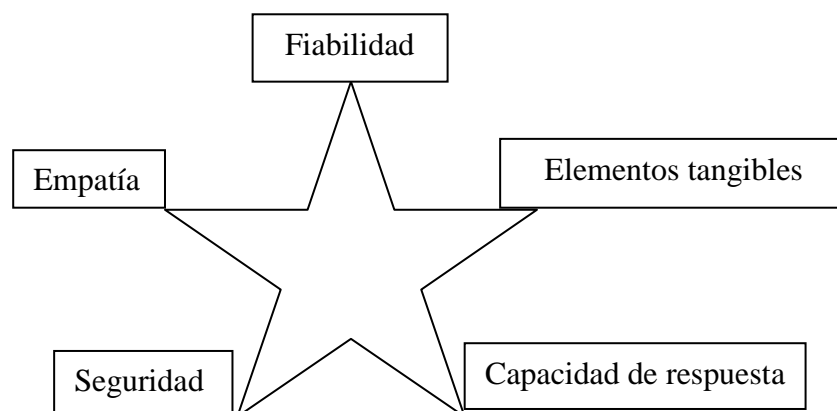 Fiabilidad
Empatía
Elementos tangibles
Seguridad
Capacidad de respuesta